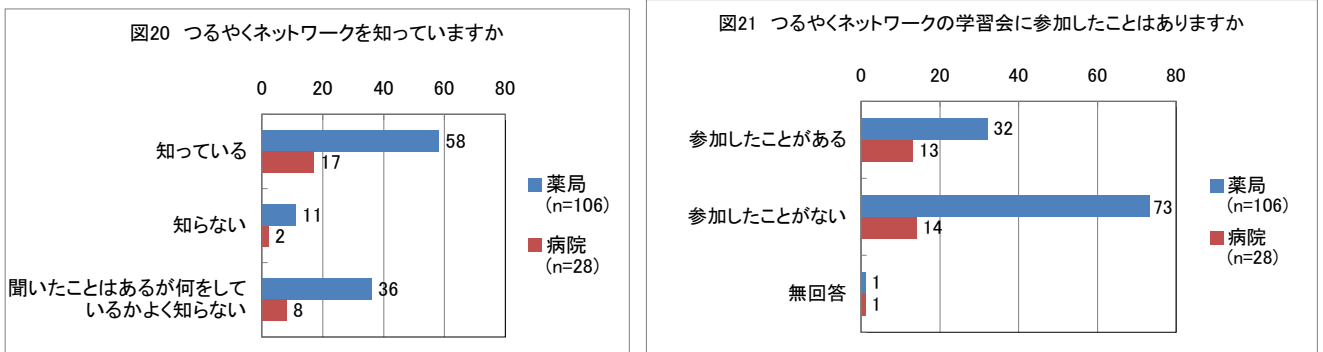 図20 つるやくネットワークを知っていますか
0 20 40 60 80
知っている
58
17
知らない
11
2
聞いたことはあるが何をして
いるかよく知らない
36
8
薬局
(n=106)
病院
(n=28)
図21 つるやくネットワークの学習会に参加したことはありますか
0 20 40 60 80
参加したことがある
32
13
参加したことがない
73
14
無回答
1
1
薬局
(n=106)
病院
(n=28)